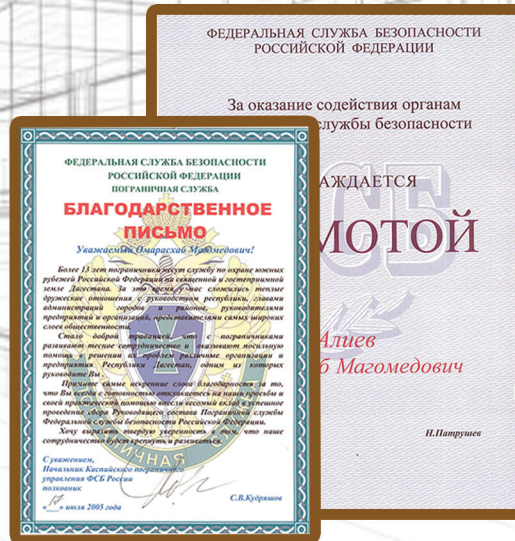 ФЕДЕРАЛЬНАЯ СЛУЖБА БЕЗОПАСНОСТИ
РОССИЙСКОЙ ФЕДЕРАЦИИ
За оказание содействия органам
службы безопасности
АЖДАЕТСЯ
МОТОЙ
Алиев
б Магомедович
Н.Патрушев
ФЕДЕРАЛЬНАЯ СЛУЖБА БЕЗОПАСНОСТИ
РОССИЙСКОЙ ФЕДЕРАЦИИ
ПОГРАНИЧНАЯ СЛУЖБА
БЛАГОДАРСТВЕННОЕ
ПИСЬМО
Уважаемый Омарасхаб Магомедович!
Более 13 лет пограничники несут службу по охране южных
рубежей Российской Федерации на священной и гостеприимной
земле Дагестана. За это время у нас сложились теплые
дружеские отношения с руководством республики, главами
администраций городов и районов, руководителями
предприятий и организаций, представителями самых широких
слоев общественности.
Стало доброй традицией, что с пограничниками
развивают тесное сотрудничество и оказывают посильную
помощь в решении их проблем различные организации и
предприятия Республики Дагестан, одним из которых
руководите Вы.
Примите самые искренние слова благодарности за то,
что Вы всегда с готовностью откликаетесь на наши просьбы и
своей практической помощью внесли весомый вклад в успешное
проведение сбора Руководящего состава Пограничной службы
Федеральной службы безопасности Российской Федерации.
Хочу выразить твердую уверенность в том, что наше
сотрудничество будет крепнуть и развиваться.
С уважением,
Начальник Каспийского пограничного
управления ФСБ России
полковник
С.В.Кудряшов
«17» июля 2005 года